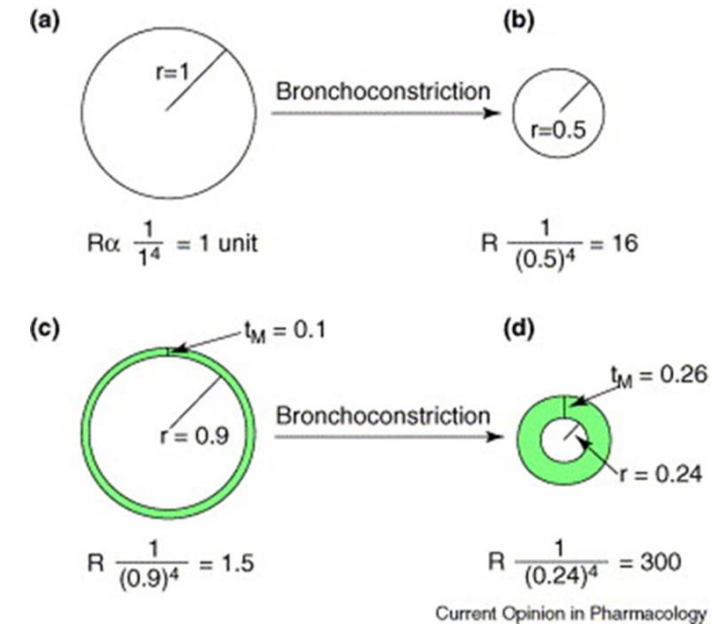 (a)
(b)
r=1
Bronchoconstriction
r=0.5
Rα 1/1⁴ = 1 unit
R 1/(0.5)⁴ = 16
(c)
(d)
tM = 0.1
tM = 0.26
r = 0.9
Bronchoconstriction
r = 0.24
R 1/(0.9)⁴ = 1.5
R 1/(0.24)⁴ = 300
Current Opinion in Pharmacology